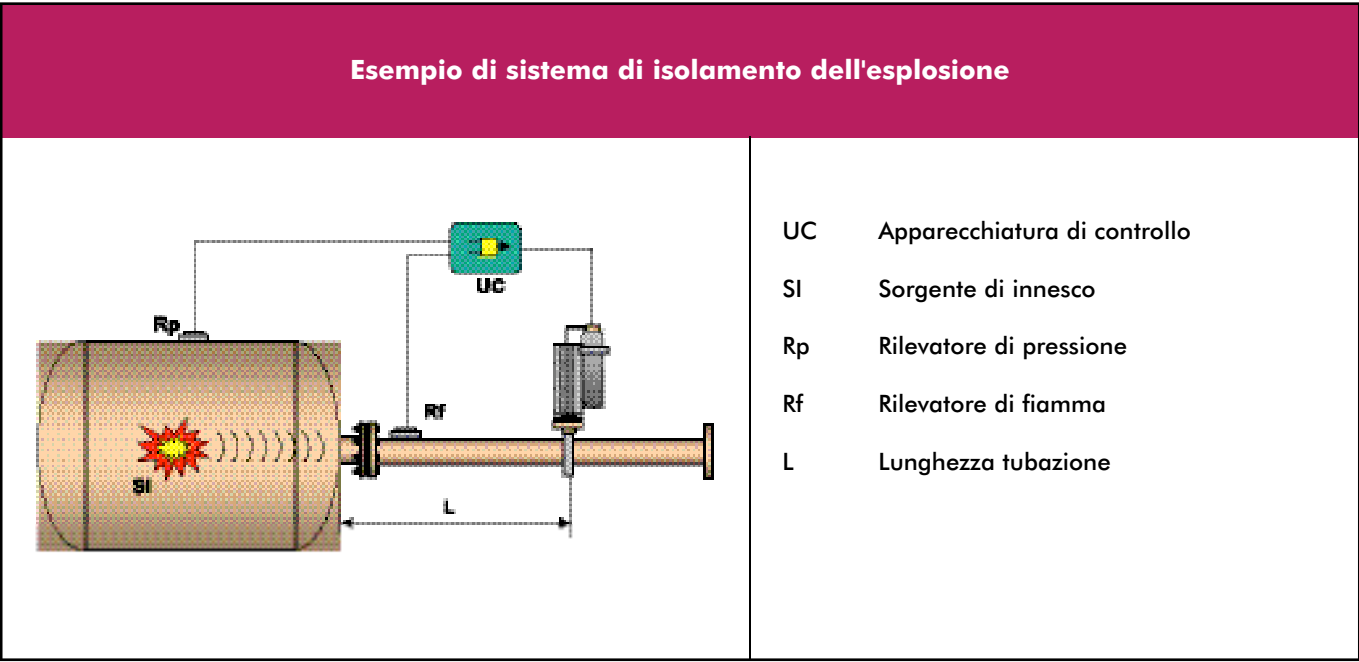 Esempio di sistema di isolamento dell'esplosione
UC
Rp
Rf
SI
L
UC Apparecchiatura di controllo
SI Sorgente di innesco
Rp Rilevatore di pressione
Rf Rilevatore di fiamma
L Lunghezza tubazione